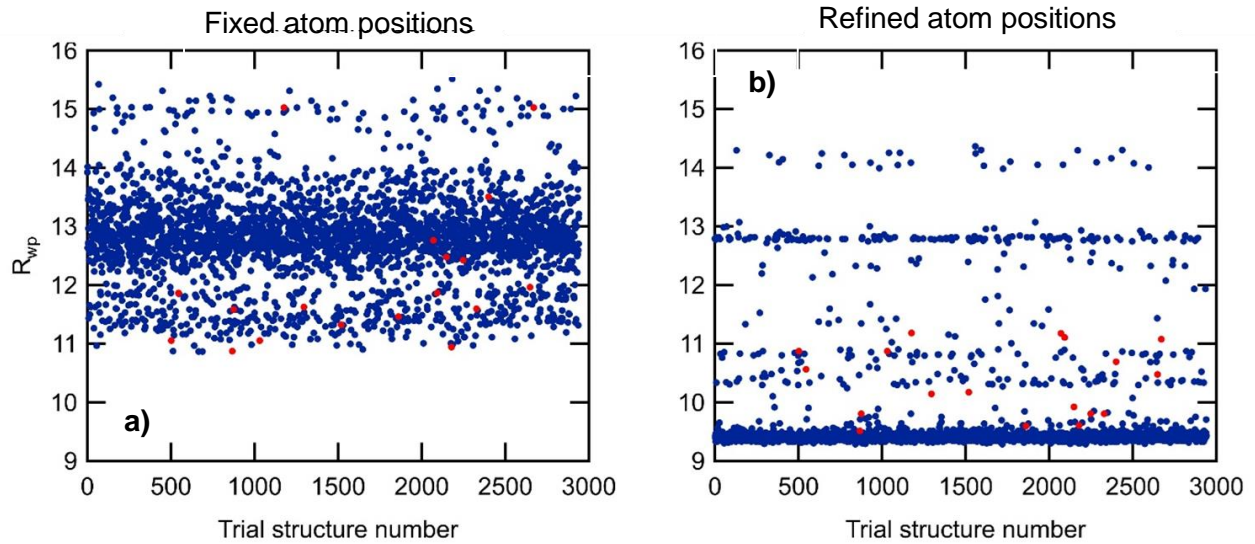 Fixed atom positions
Refined atom positions
16
15
14
13
12
11
10
9
R_wp
a)
0 500 1000 1500 2000 2500 3000
Trial structure number
16
15
14
13
12
11
10
9
b)
0 500 1000 1500 2000 2500 3000
Trial structure number